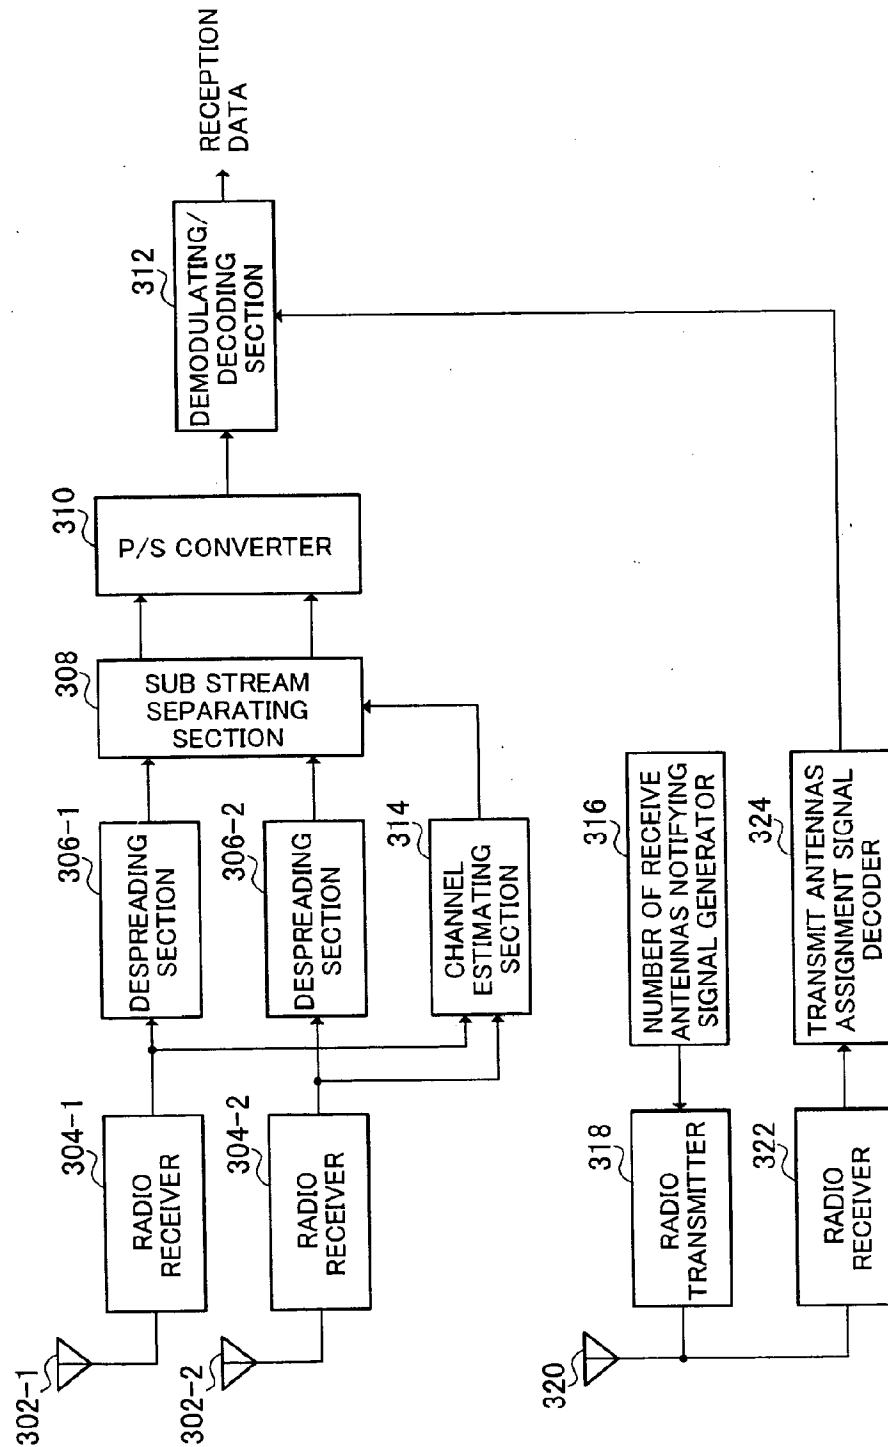 302-1
304-1
RADIO
RECEIVER
306-1
DESPREADING
SECTION
308
SUB STREAM
SEPARATING
SECTION
310
P/S CONVERTER
312
DEMODULATING/
DECODING
SECTION
RECEPTION
DATA
302-2
304-2
RADIO
RECEIVER
306-2
DESPREADING
SECTION
314
CHANNEL
ESTIMATING
SECTION
320
318
RADIO
TRANSMITTER
316
NUMBER OF RECEIVE
ANTENNAS NOTIFYING
SIGNAL GENERATOR
322
RADIO
RECEIVER
324
TRANSMIT ANTENNAS
ASSIGNMENT SIGNAL
DECODER